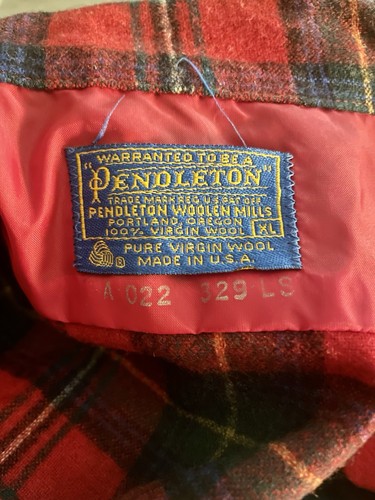 WARRANTED TO BE A
"PENDLETON"
TRADE MARK REG. U.S. PAT. OFF.
PENDLETON WOOLEN MILLS
PORTLAND, OREGON
100% VIRGIN WOOL XL
PURE VIRGIN WOOL
MADE IN U.S.A.
A 022 329 LS